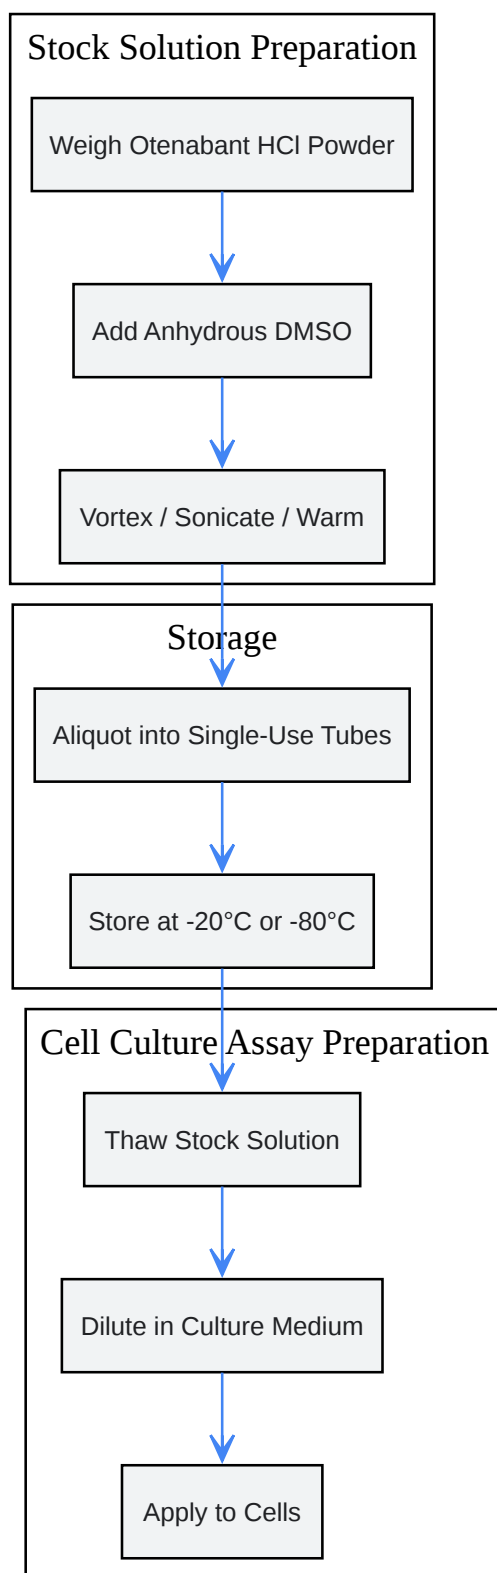 Stock Solution Preparation
Weigh Otenabant HCl Powder
Add Anhydrous DMSO
Vortex / Sonicate / Warm
Storage
Aliquot into Single-Use Tubes
Store at -20°C or -80°C
Cell Culture Assay Preparation
Thaw Stock Solution
Dilute in Culture Medium
Apply to Cells